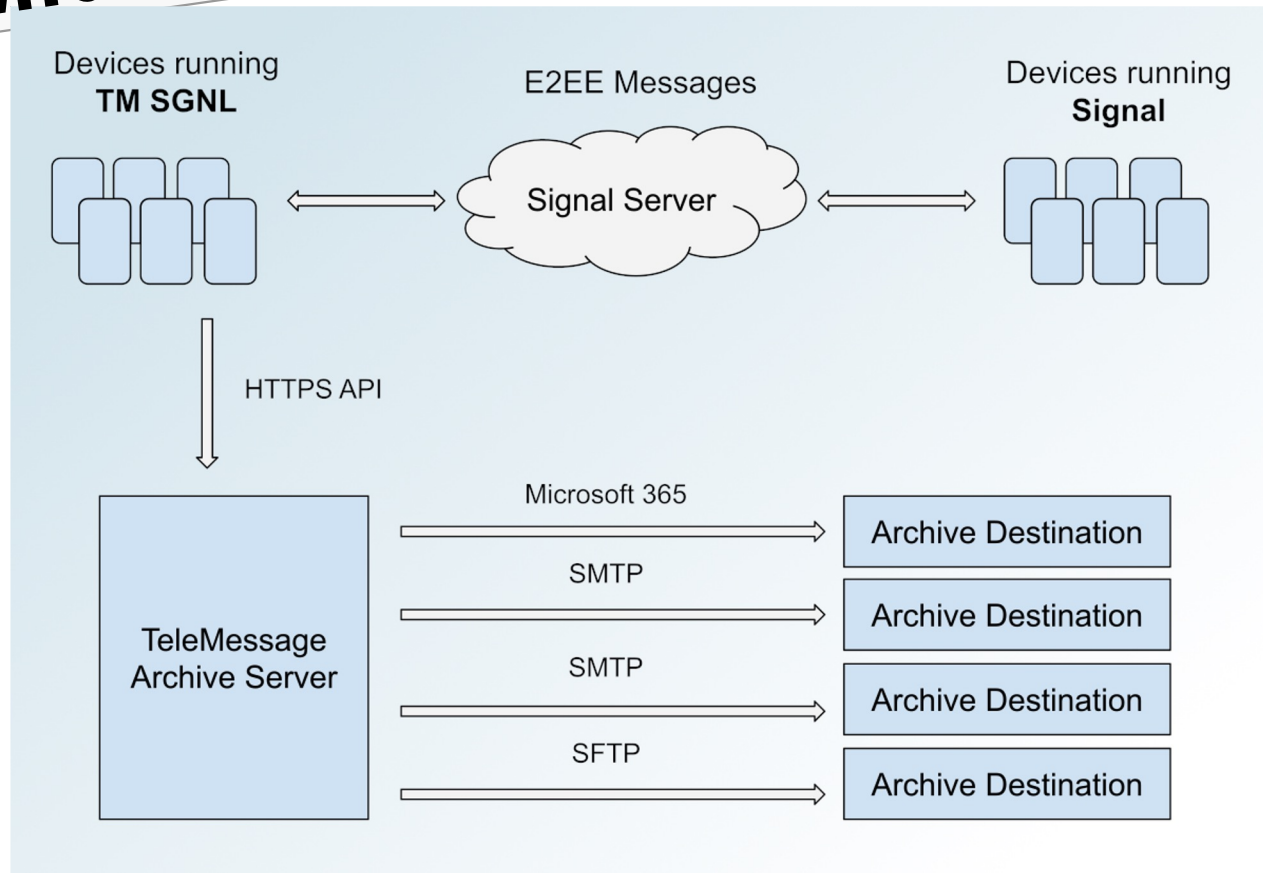 Devices running
TM SGNL
E2EE Messages
Devices running
Signal
Signal Server
HTTPS API
Microsoft 365
Archive Destination
SMTP
Archive Destination
TeleMessage
Archive Server
SMTP
Archive Destination
SFTP
Archive Destination